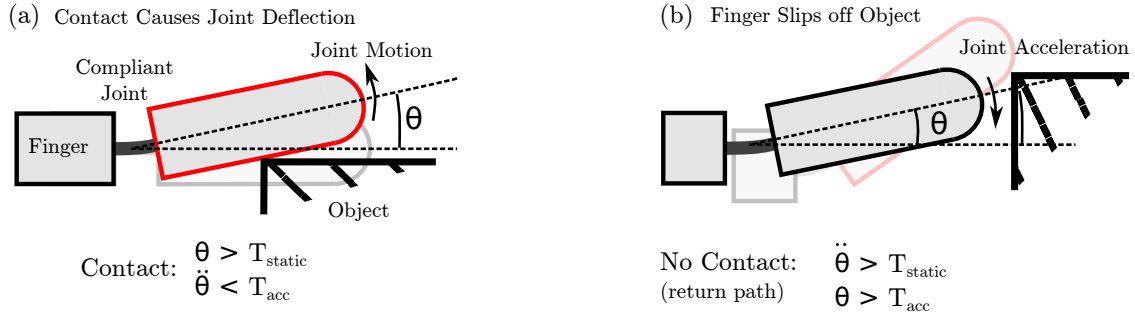 (a) Contact Causes Joint Deflection
Joint Motion
Compliant
Joint
θ
Finger
Object
Contact: θ > T_static
θ̈ < T_acc
(b) Finger Slips off Object
Joint Acceleration
θ
No Contact: θ̈ > T_static
(return path) θ > T_acc